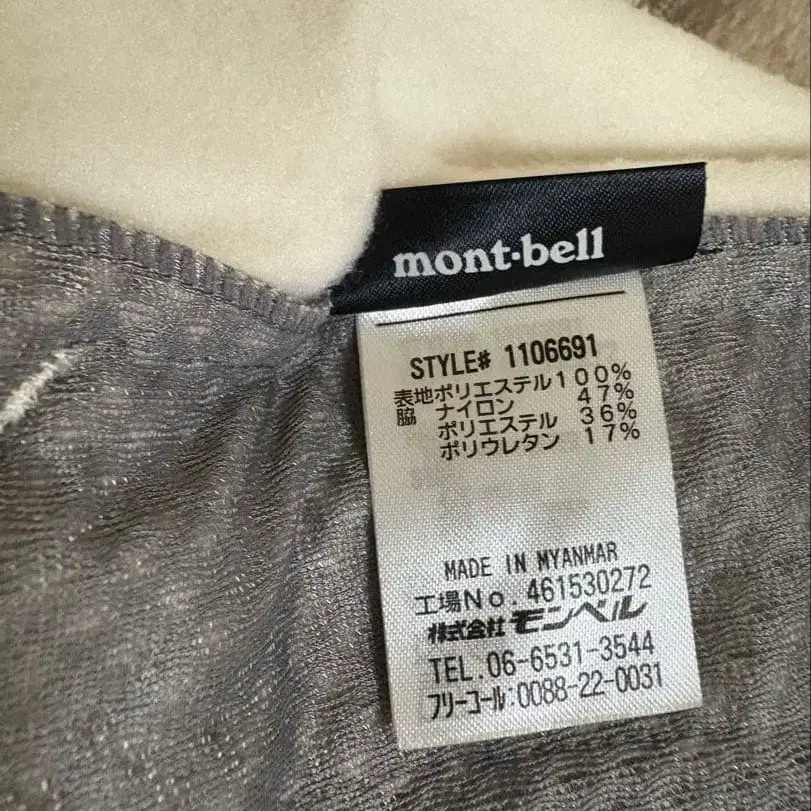 mont-bell
STYLE# 1106691
表地ポリエステル100%
脇 ナイロン 47%
ポリエステル 36%
ポリウレタン 17%
MADE IN MYANMAR
工場No.461530272
株式会社モンベル
TEL.06-6531-3544
フリーコール:0088-22-0031